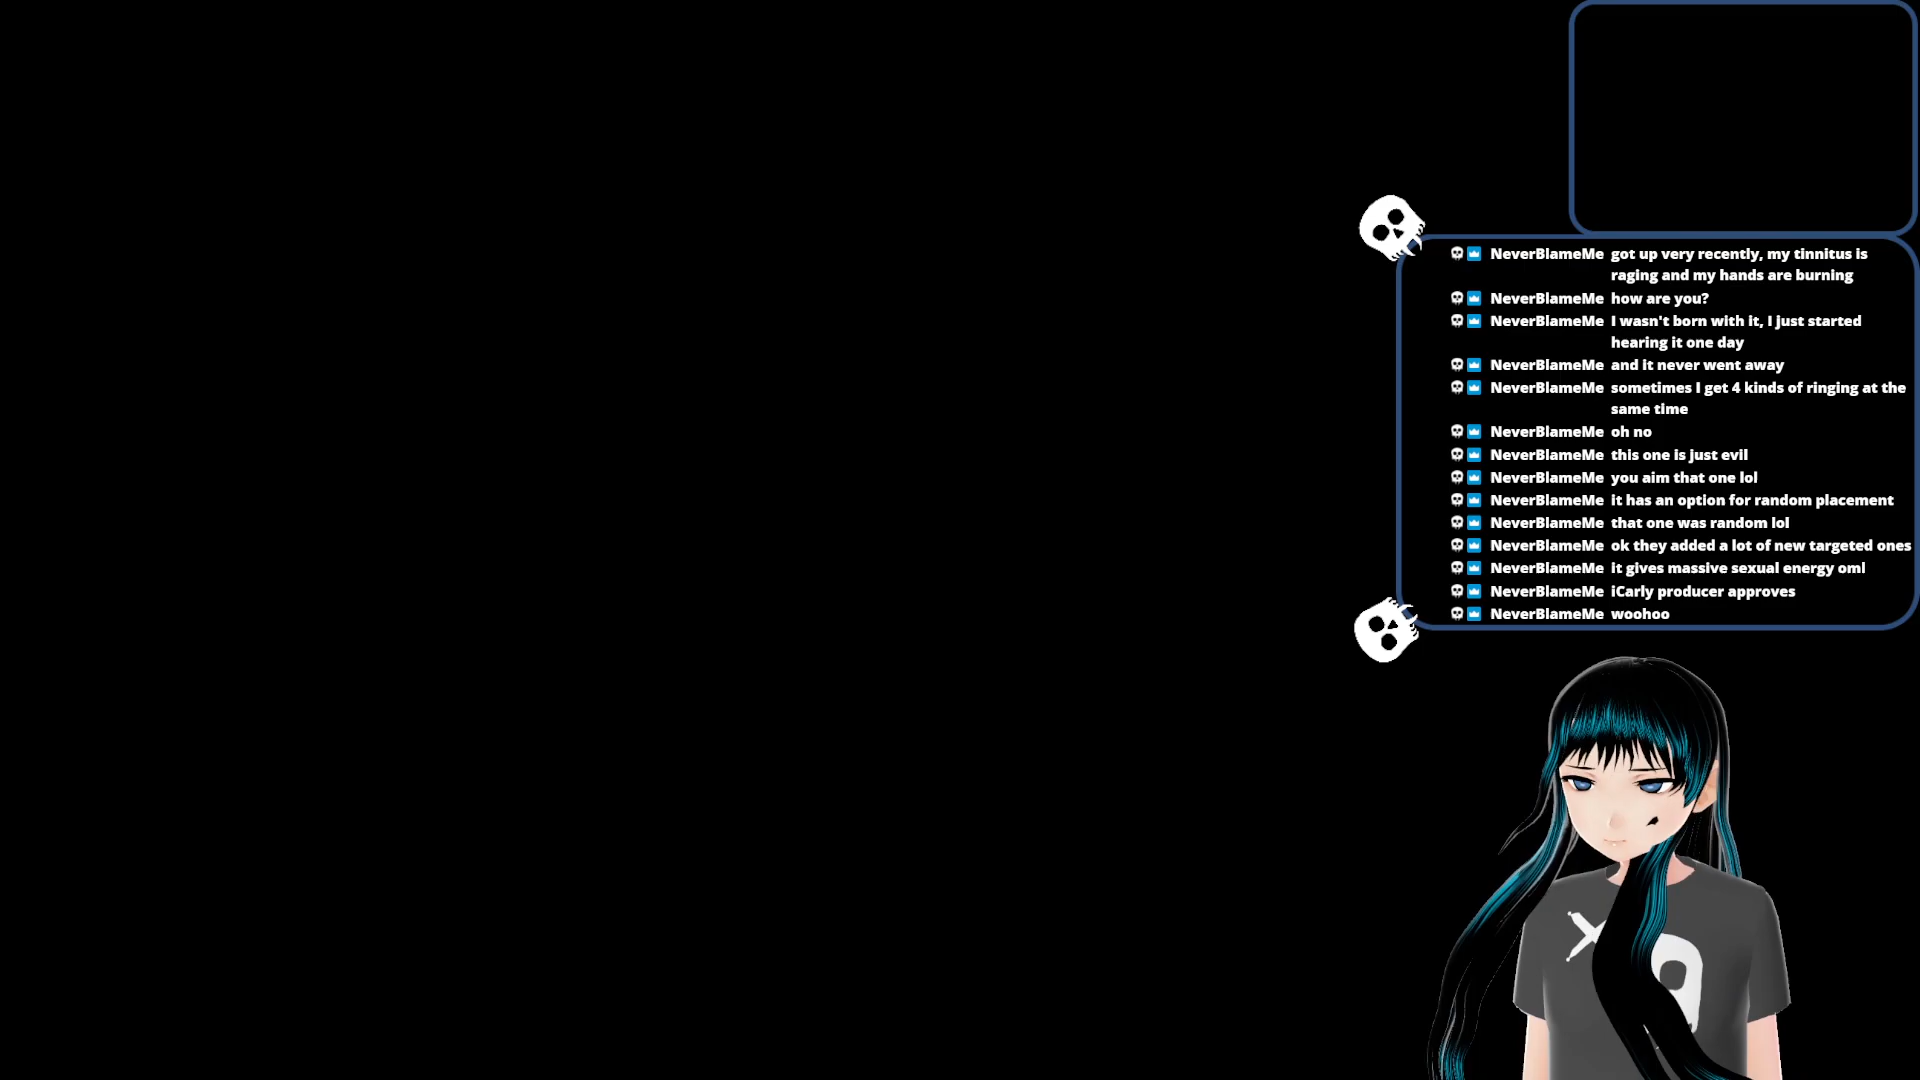 NeverBlameMe got up very recently, my tinnitus is
raging and my hands are burning
NeverBlameMe how are you?
NeverBlameMe I wasn't born with it, I just started
hearing it one day
NeverBlameMe and it never went away
NeverBlameMe sometimes I get 4 kinds of ringing at the
same time
NeverBlameMe oh no
NeverBlameMe this one is just evil
NeverBlameMe you aim that one lol
NeverBlameMe it has an option for random placement
NeverBlameMe that one was random lol
NeverBlameMe ok they added a lot of new targeted ones
NeverBlameMe it gives massive sexual energy oml
NeverBlameMe iCarly producer approves
NeverBlameMe woohoo